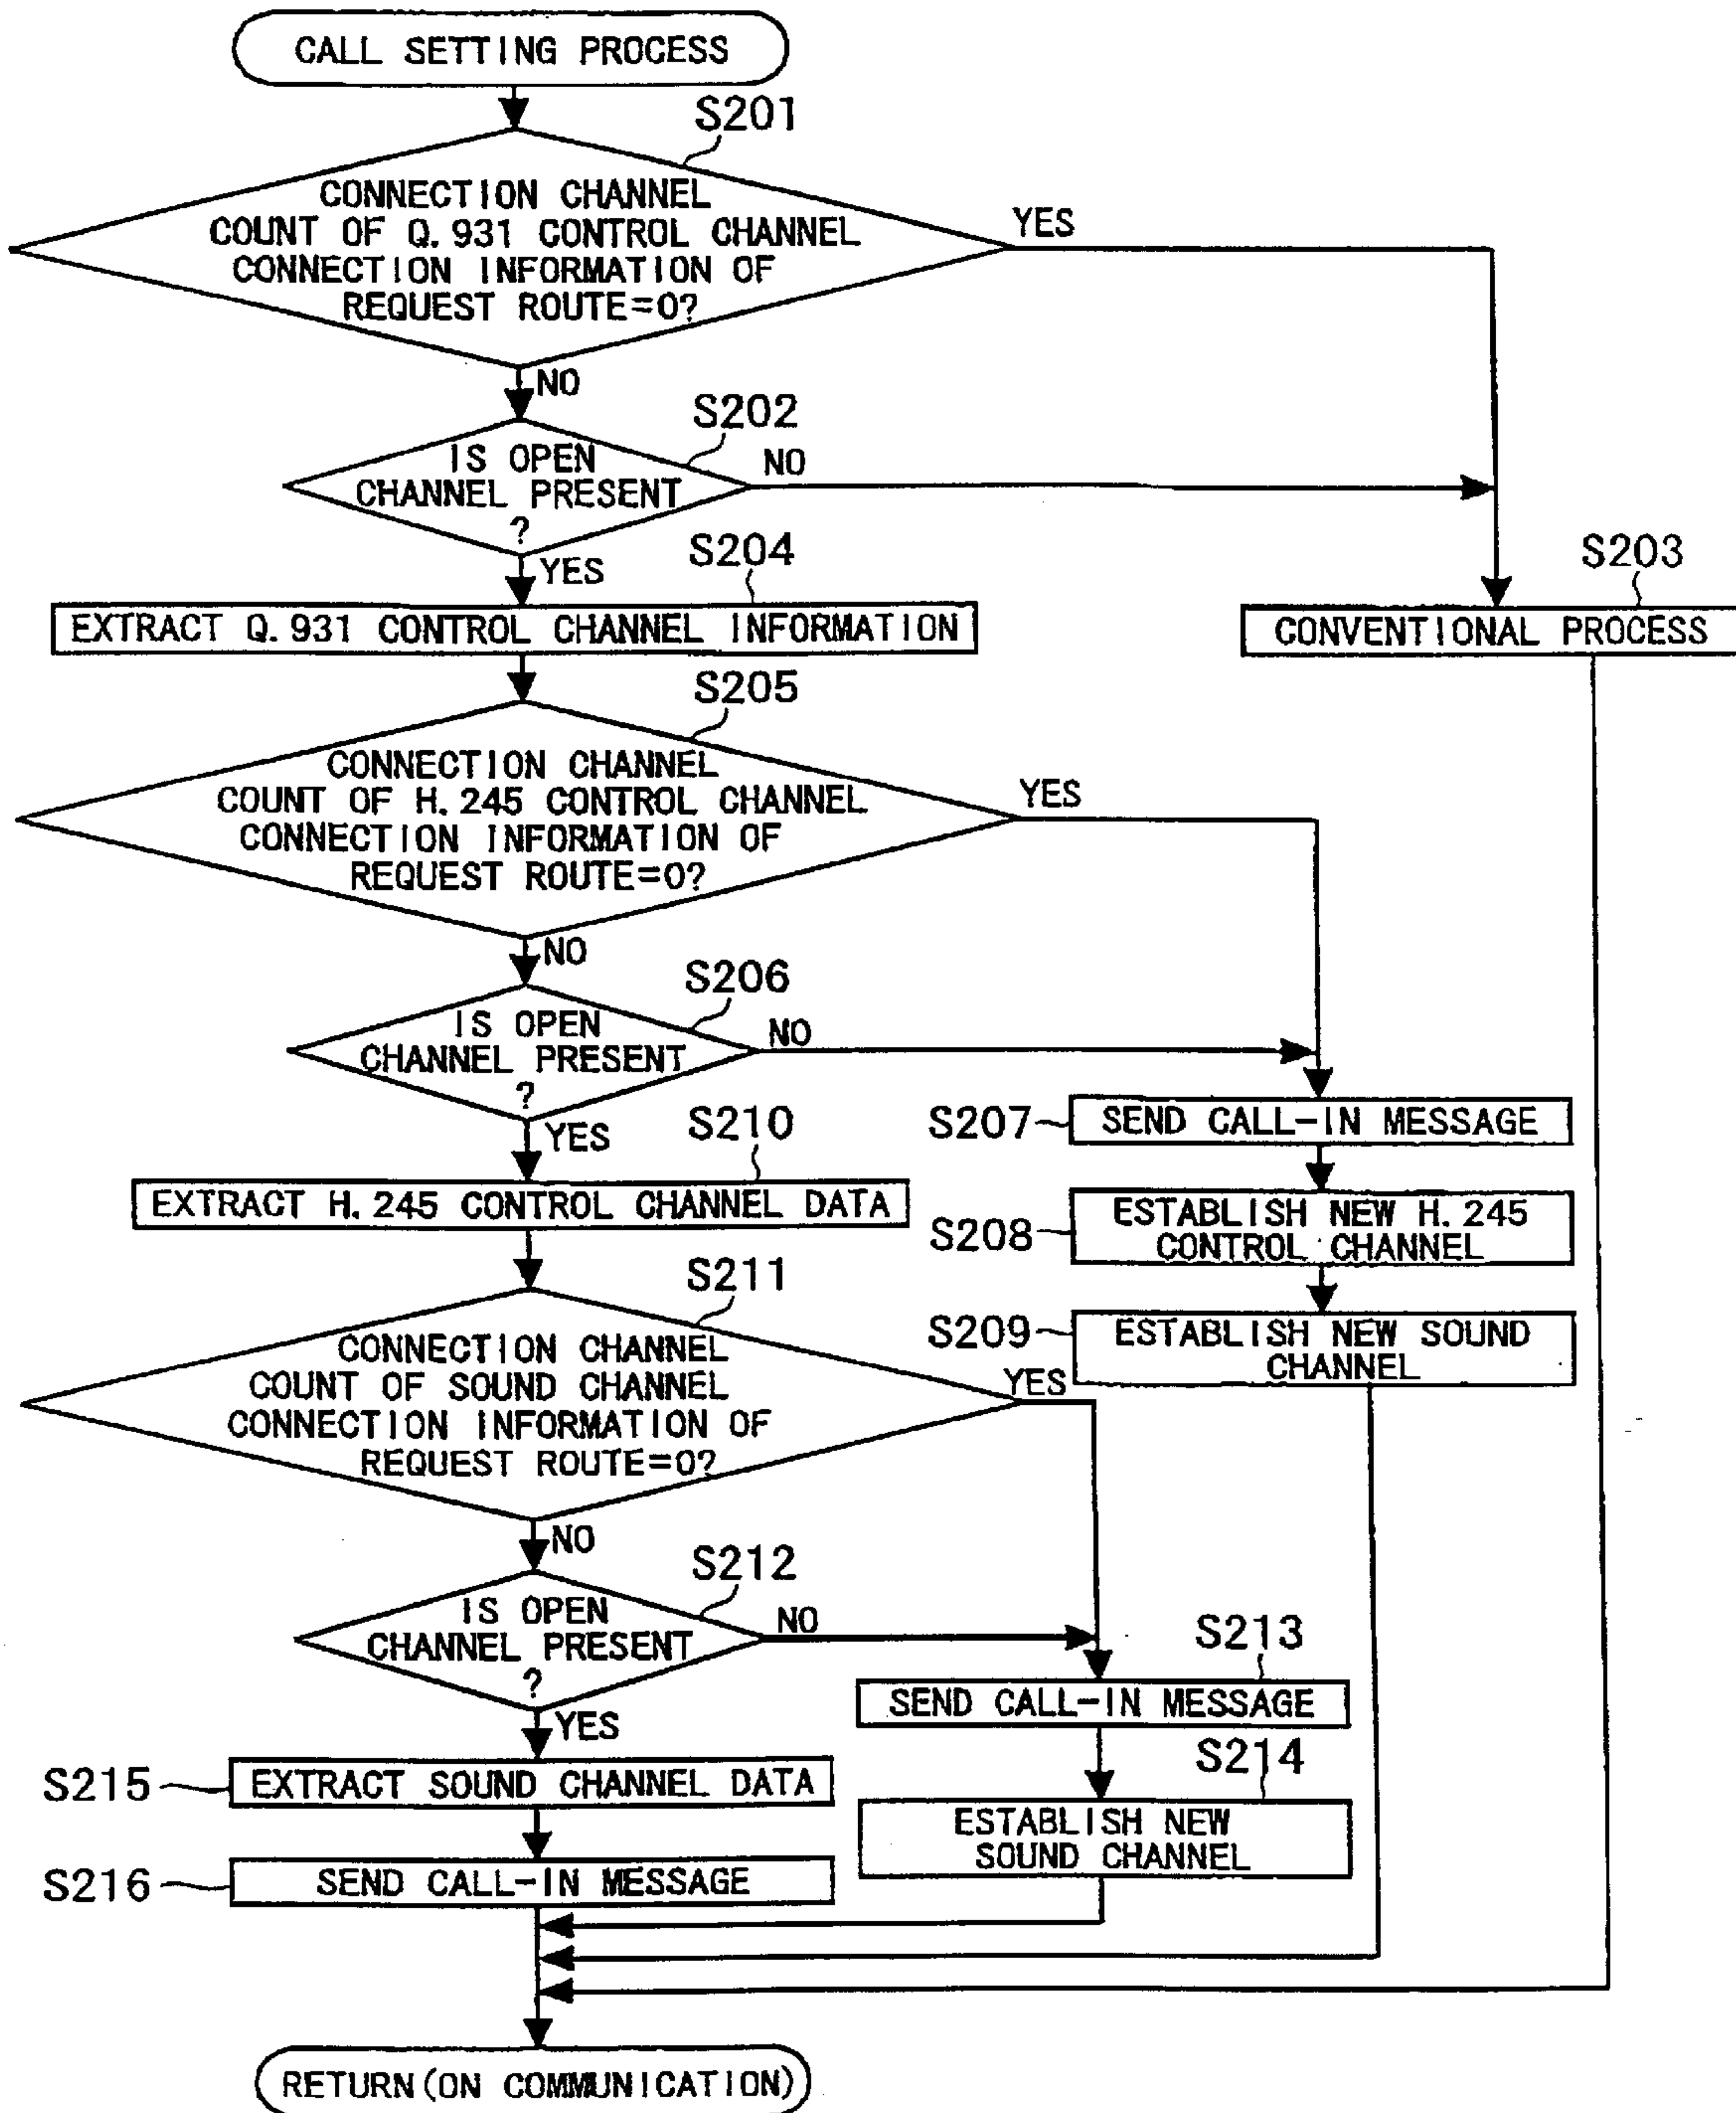 CALL SETTING PROCESS
S201
CONNECTION CHANNEL
COUNT OF Q.931 CONTROL CHANNEL
CONNECTION INFORMATION OF
REQUEST ROUTE=0?
YES
NO
S202
IS OPEN
CHANNEL PRESENT
?
NO
YES
S204
EXTRACT Q.931 CONTROL CHANNEL INFORMATION
S203
CONVENTIONAL PROCESS
S205
CONNECTION CHANNEL
COUNT OF H.245 CONTROL CHANNEL
CONNECTION INFORMATION OF
REQUEST ROUTE=0?
YES
NO
S206
IS OPEN
CHANNEL PRESENT
?
NO
YES
S207
SEND CALL-IN MESSAGE
S210
EXTRACT H.245 CONTROL CHANNEL DATA
S208
ESTABLISH NEW H.245
CONTROL CHANNEL
S209
ESTABLISH NEW SOUND
CHANNEL
S211
CONNECTION CHANNEL
COUNT OF SOUND CHANNEL
CONNECTION INFORMATION OF
REQUEST ROUTE=0?
YES
NO
S212
IS OPEN
CHANNEL PRESENT
?
NO
YES
S213
SEND CALL-IN MESSAGE
S214
ESTABLISH NEW
SOUND CHANNEL
S215
EXTRACT SOUND CHANNEL DATA
S216
SEND CALL-IN MESSAGE
RETURN(ON COMMUNICATION)